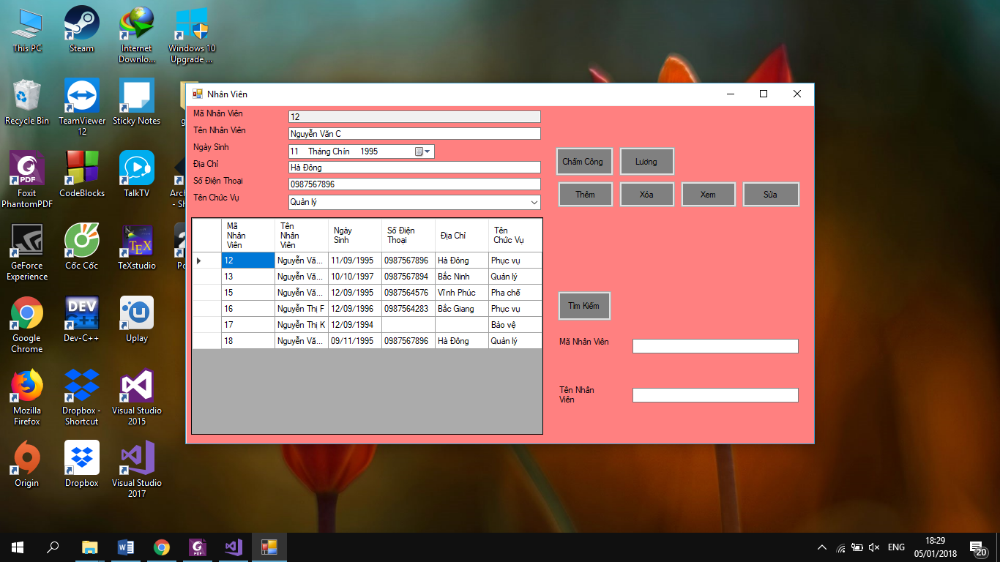 This PC
Steam
Internet
Downlo...
Windows 10
Upgrade ...
Recycle Bin
TeamViewer
12
Sticky Notes
g
Foxit
PhantomPDF
CodeBlocks
TalkTV
Arc
- S
GeForce
Experience
Cốc Cốc
TeXstudio
Po
Google
Chrome
Dev-C++
Uplay
Mozilla
Firefox
Dropbox -
Shortcut
Visual Studio
2015
Origin
Dropbox
Visual Studio
2017
PDF
TEX
DEV
Nhân Viên
Mã Nhân Viên
12
Tên Nhân Viên
Nguyễn Văn C
Ngày Sinh
11 Tháng Chín 1995
Địa Chỉ
Hà Đông
Số Điện Thoại
0987567896
Tên Chức Vụ
Quản lý
Chấm Công
Lương
Thêm
Xóa
Xem
Sửa
Mã Nhân Viên
Tên Nhân Viên
Ngày Sinh
Số Điện Thoại
Địa Chỉ
Tên Chức Vụ
12 Nguyễn Vă... 11/09/1995 0987567896 Hà Đông Phục vụ
13 Nguyễn Vă... 10/10/1997 0987567894 Bắc Ninh Quản lý
15 Nguyễn Vă... 12/09/1995 0987564576 Vĩnh Phúc Pha chế
16 Nguyễn Thị F 12/09/1996 0987564283 Bắc Giang Phục vụ
17 Nguyễn Thị K 12/09/1994 Bảo vệ
18 Nguyễn Vă... 09/11/1995 0987567896 Hà Đông Quản lý
Tìm Kiếm
Mã Nhân Viên
Tên Nhân
Viên
PDF
ENG
18:29
05/01/2018
20